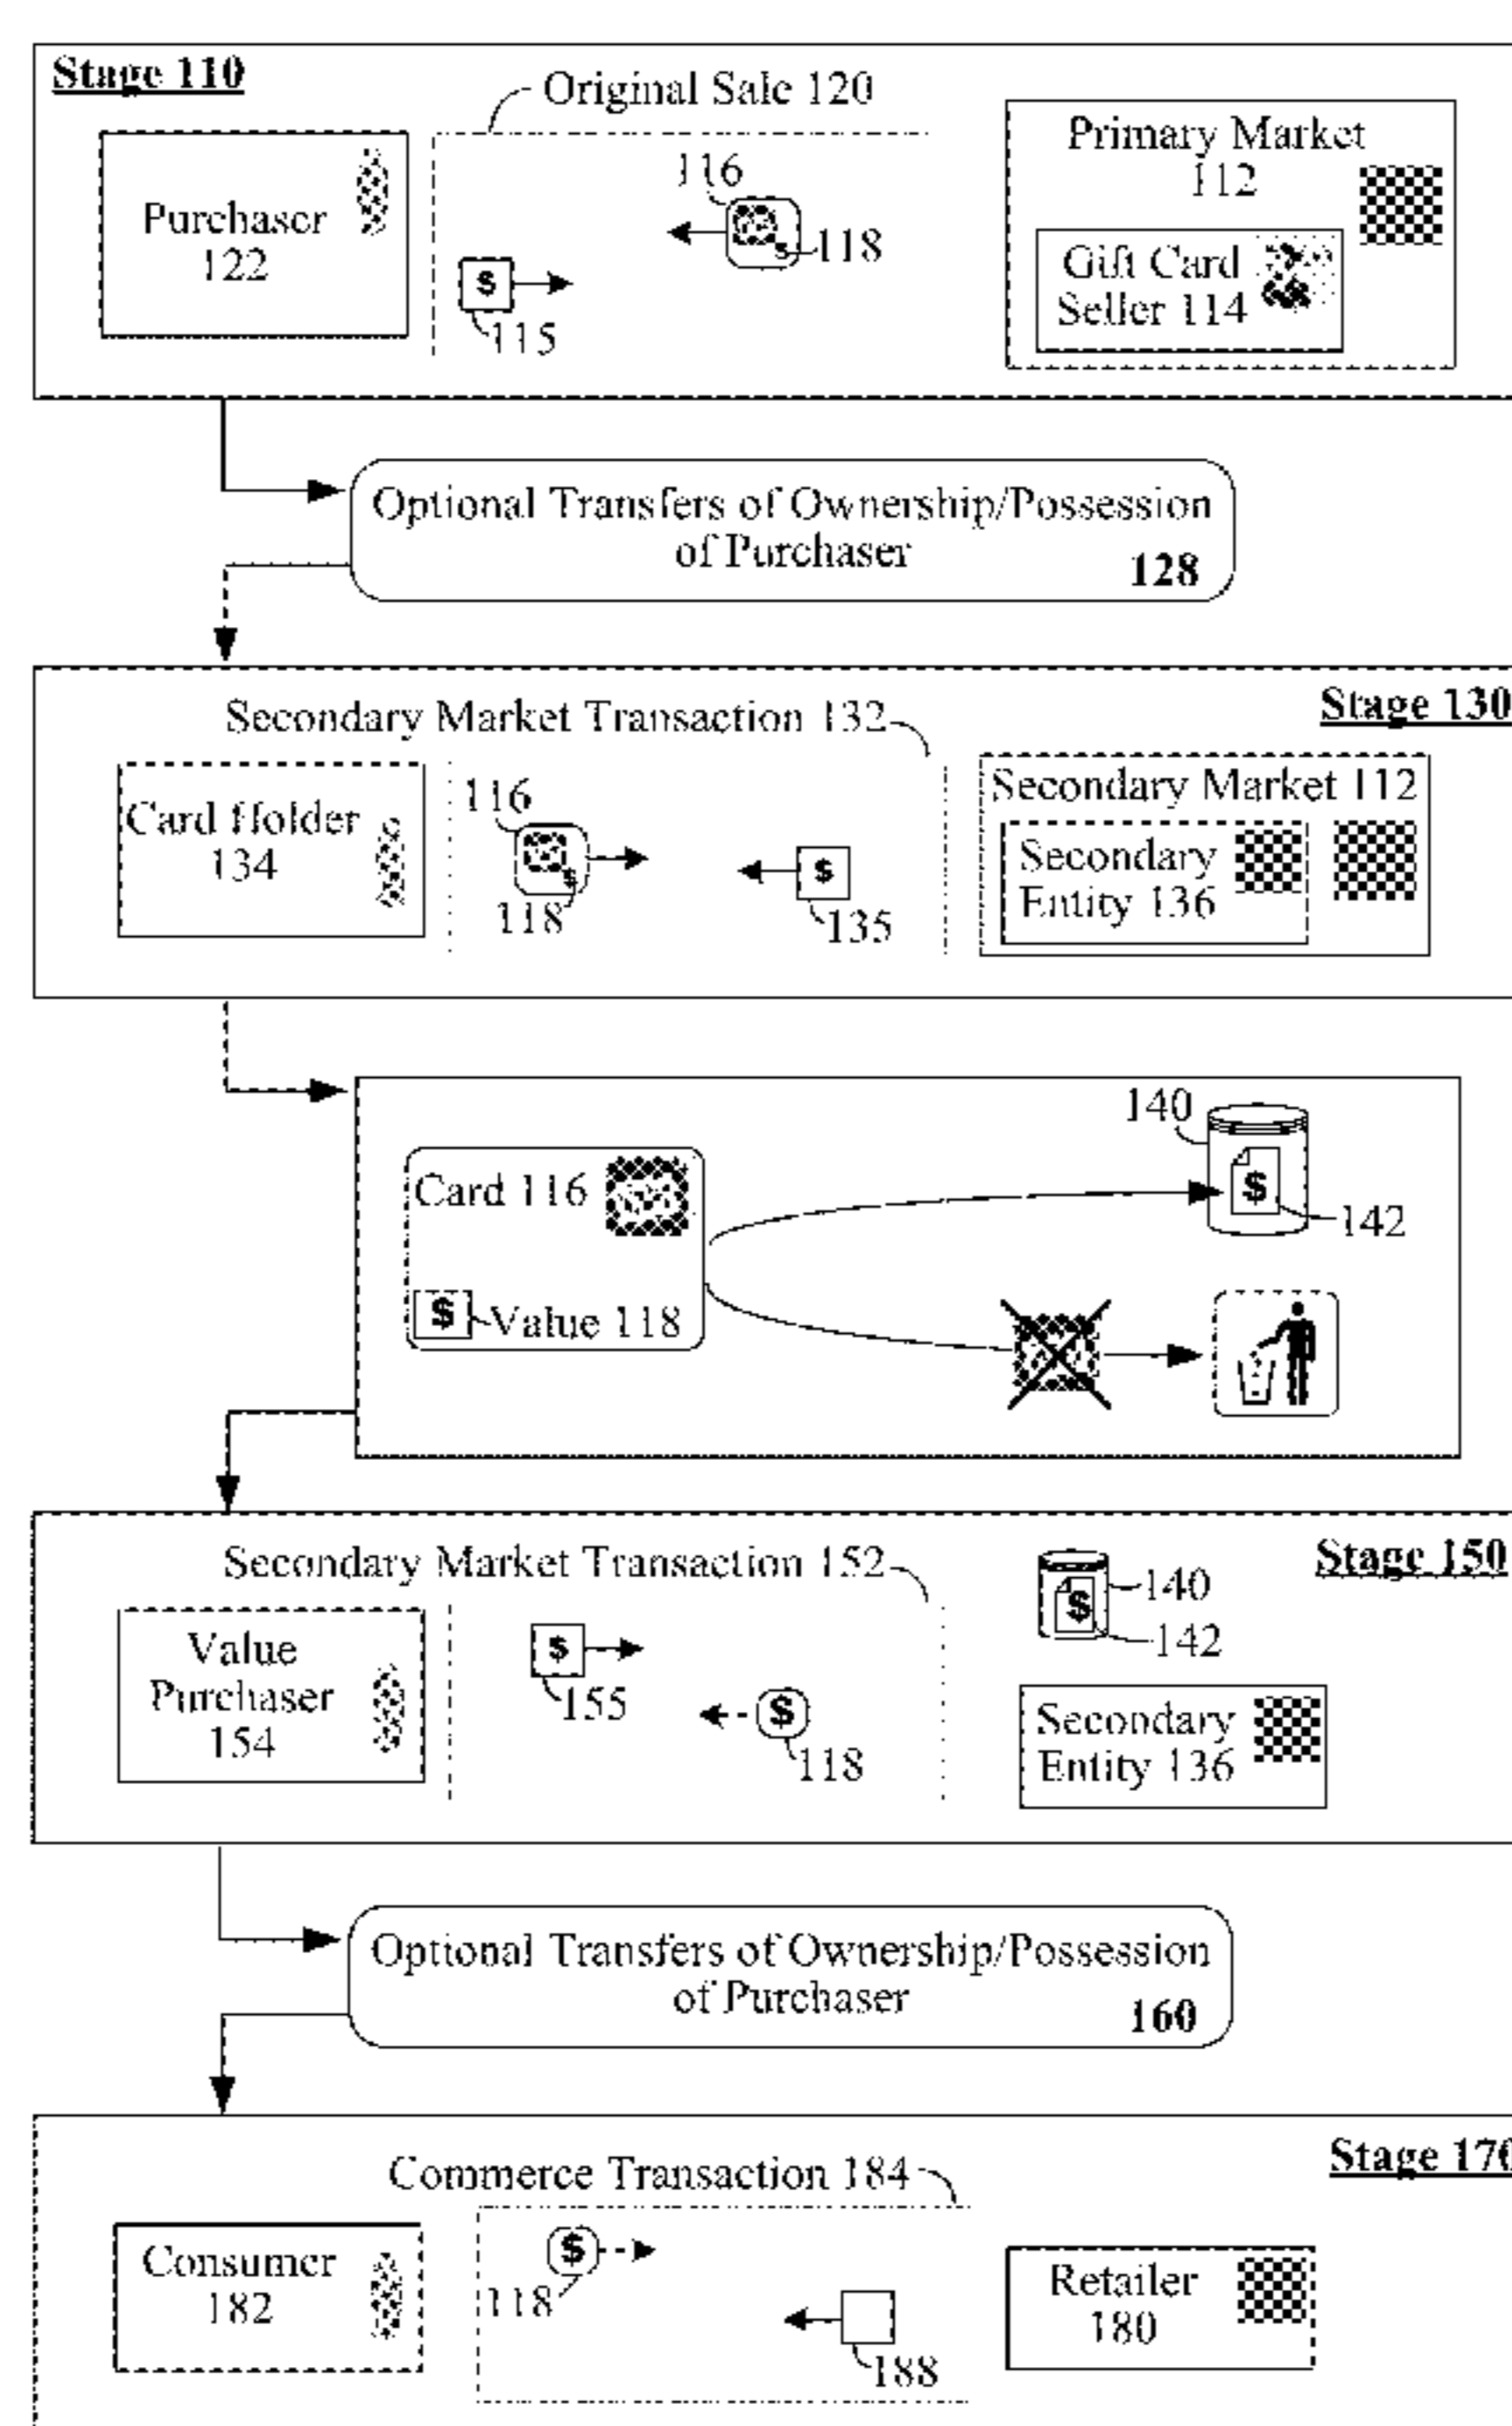 Stage 110
Original Sale 120
Purchaser
122
116
118
$
115
Primary Market
112
Gift Card
Seller 114
Optional Transfers of Ownership/Possession
of Purchaser
128
Stage 130
Secondary Market Transaction 132
Card Holder
134
116
$
118
$
135
Secondary Market 112
Secondary
Entity 136
Card 116
$ Value 118
140
$
142
Stage 150
Secondary Market Transaction 152
Value
Purchaser
154
$
155
$
118
140
$
142
Secondary
Entity 136
Optional Transfers of Ownership/Possession
of Purchaser
160
Stage 170
Commerce Transaction 184
Consumer
182
$
118
188
Retailer
180